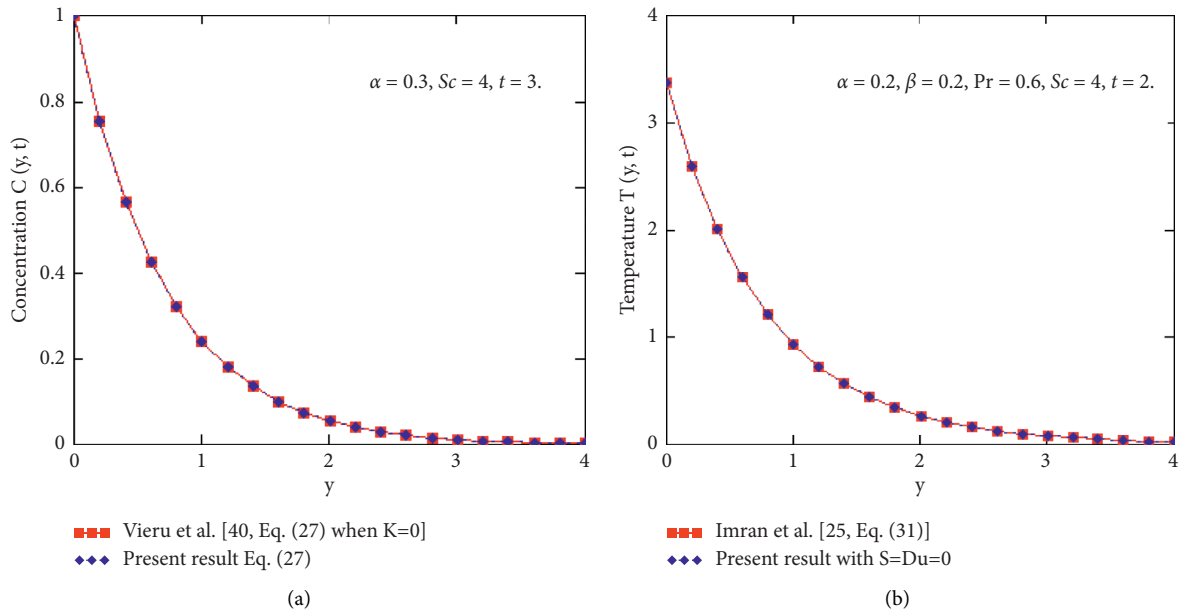 1
0.8
0.6
0.4
0.2
0
0
1
2
3
4
Concentration C (y, t)
y
α = 0.3, Sc = 4, t = 3.
Vieru et al. [40, Eq. (27) when K=0]
Present result Eq. (27)
(a)
4
3
2
1
0
0
1
2
3
4
Temperature T (y, t)
y
α = 0.2, β = 0.2, Pr = 0.6, Sc = 4, t = 2.
Imran et al. [25, Eq. (31)]
Present result with S=Du=0
(b)